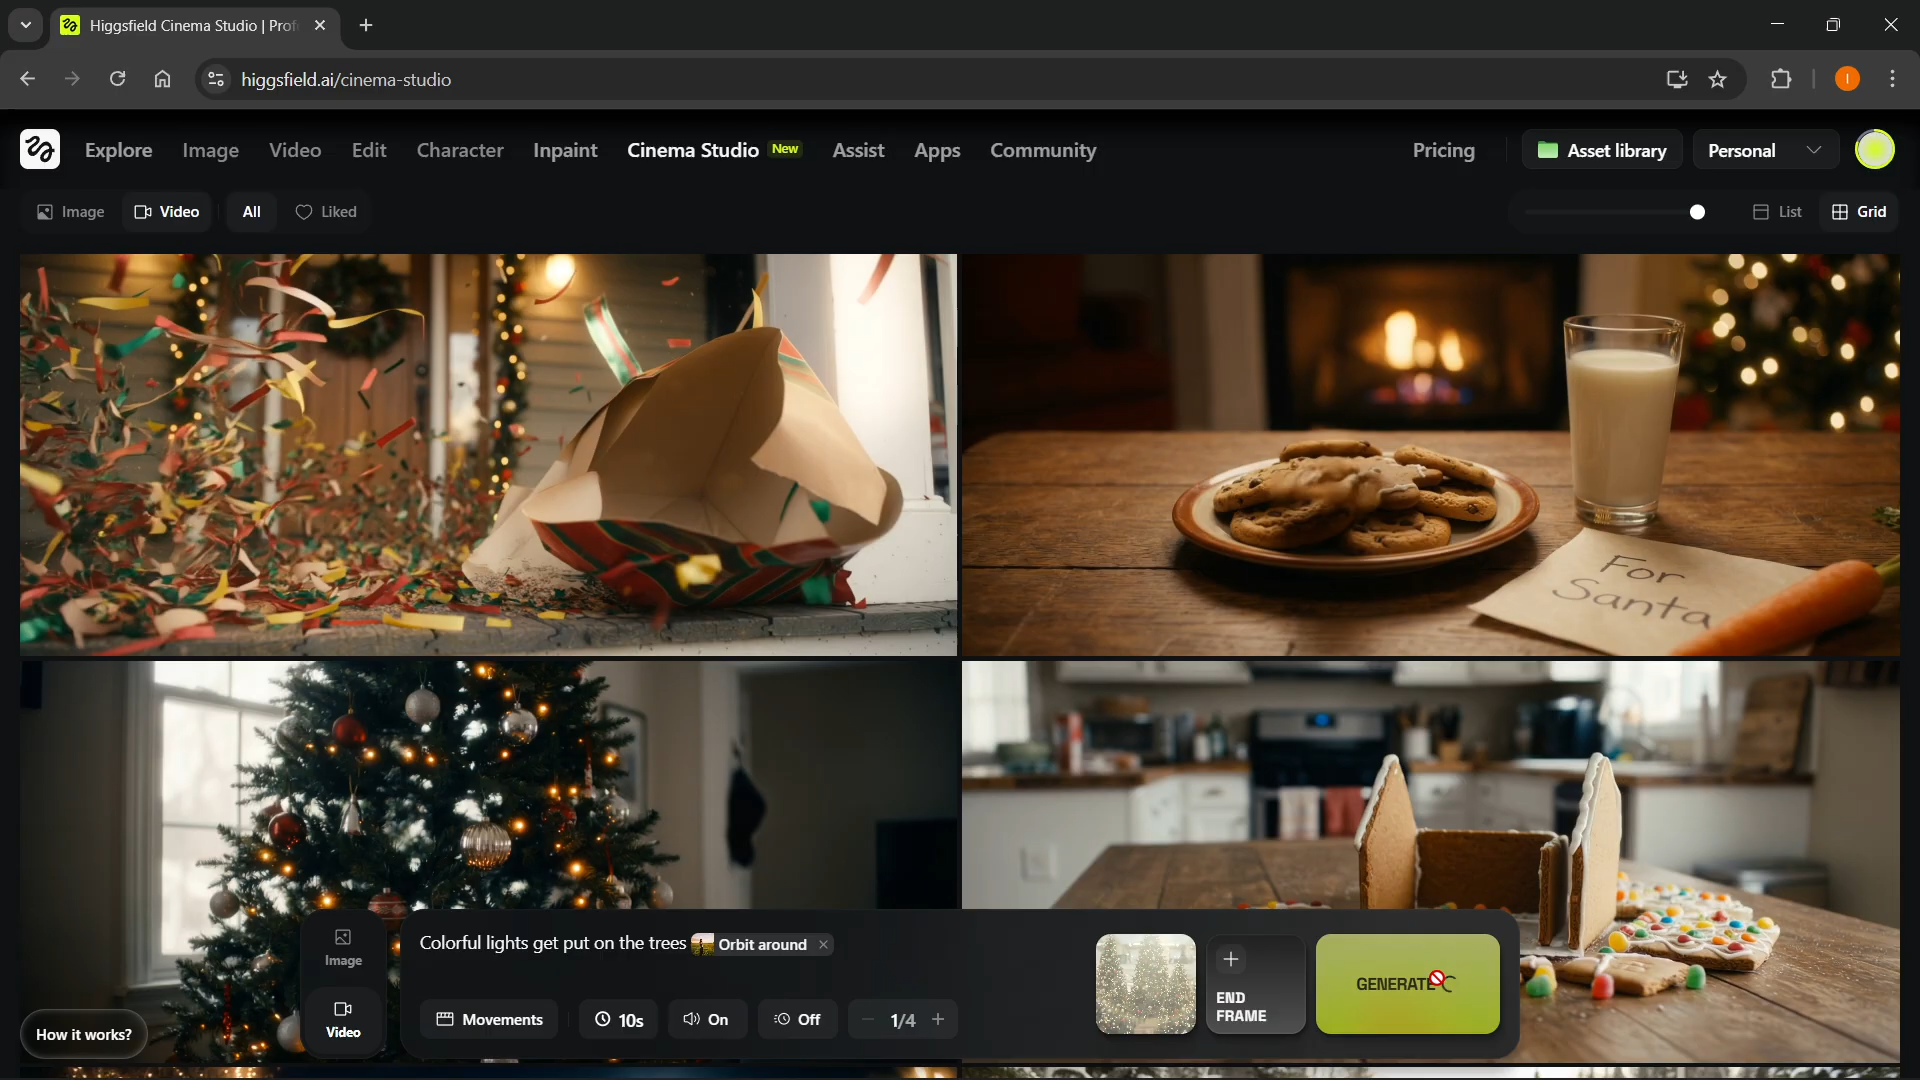 Higgsfield Cinema Studio | Prof
higgsfield.ai/cinema-studio
I
Explore Image Video Edit Character Inpaint Cinema Studio New Assist Apps Community Pricing Asset library Personal
Image Video All Liked List Grid
For
Santa
Image
Colorful lights get put on the trees Orbit around
GENERATE
END
FRAME
Video
Movements 10s On Off 1/4
How it works?